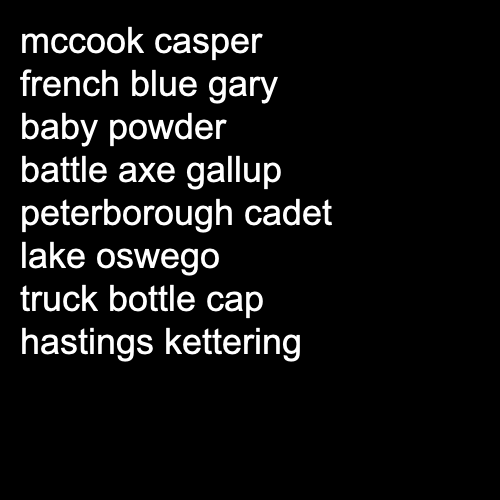 mccook casper
french blue gary
baby powder
battle axe gallup
peterborough cadet
lake oswego
truck bottle cap
hastings kettering